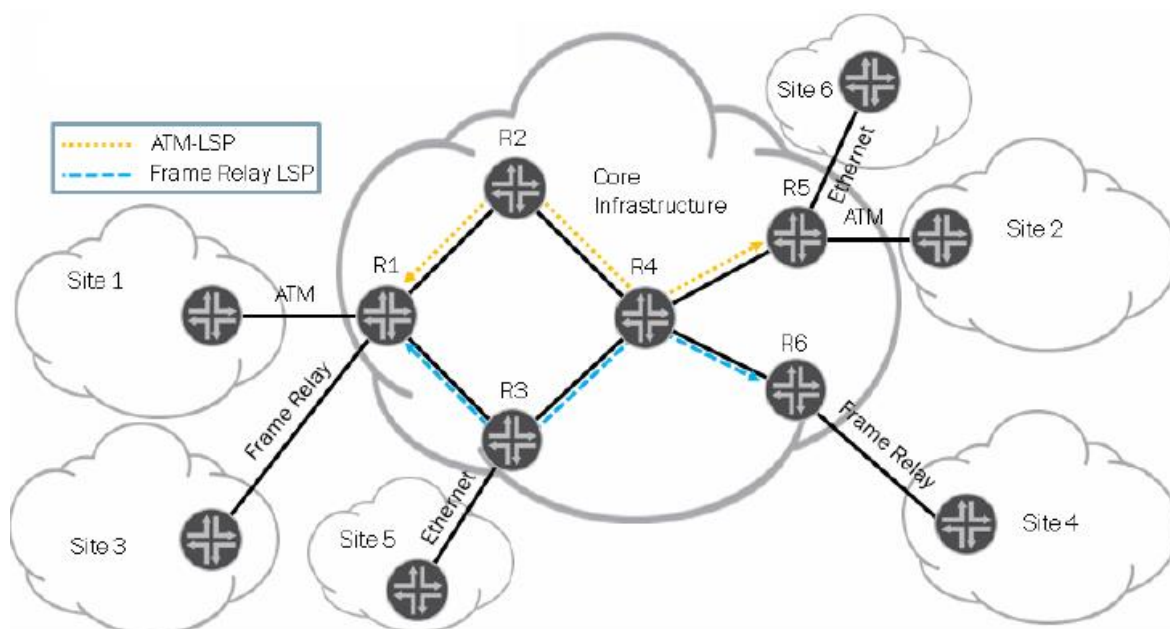 Site 6
ATM-LSP
Frame Relay LSP
R2
Core
Infrastructure
R5
Ethernet
ATM
Site 2
Site 1
ATM
R1
R4
R6
Frame Relay
R3
Frame Relay
Ethernet
Site 3
Site 5
Site 4